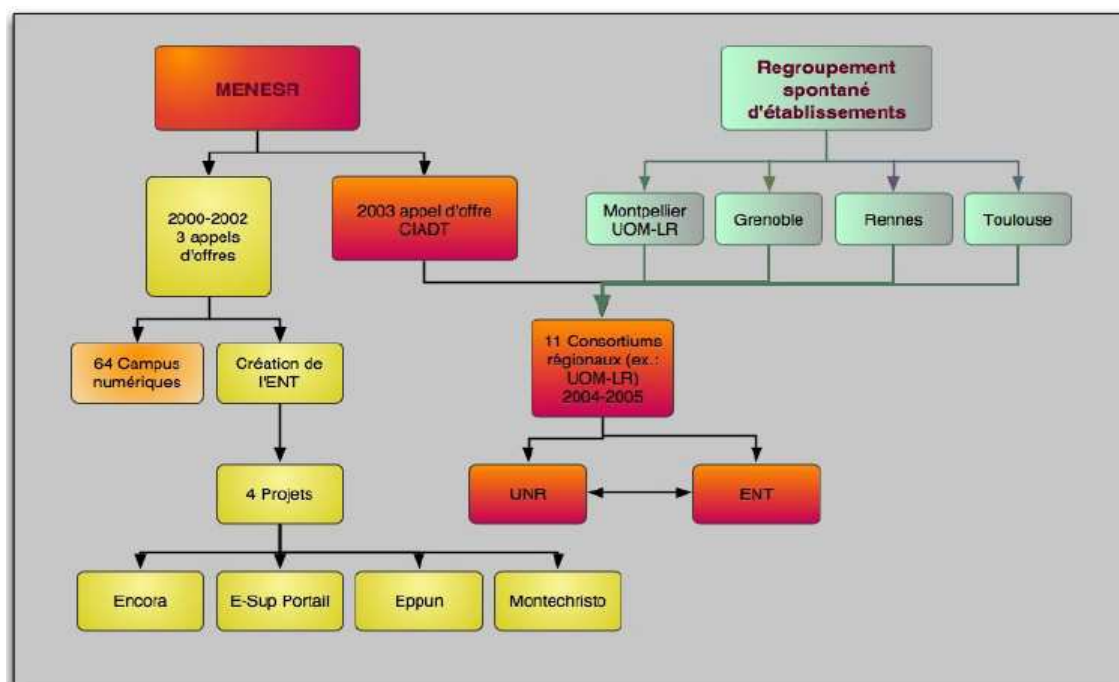 MENESR
Regroupement
spontané
d'établissements
2000-2002
3 appels
d'offres
2003 appel d'offre
CIADT
Montpellier
UOM-LR
Grenoble
Rennes
Toulouse
64 Campus
numériques
Création de
l'ENT
11 Consortiums
régionaux (ex.:
UOM-LR)
2004-2005
4 Projets
UNR
ENT
Encora
E-Sup Portail
Eppun
Montechristo